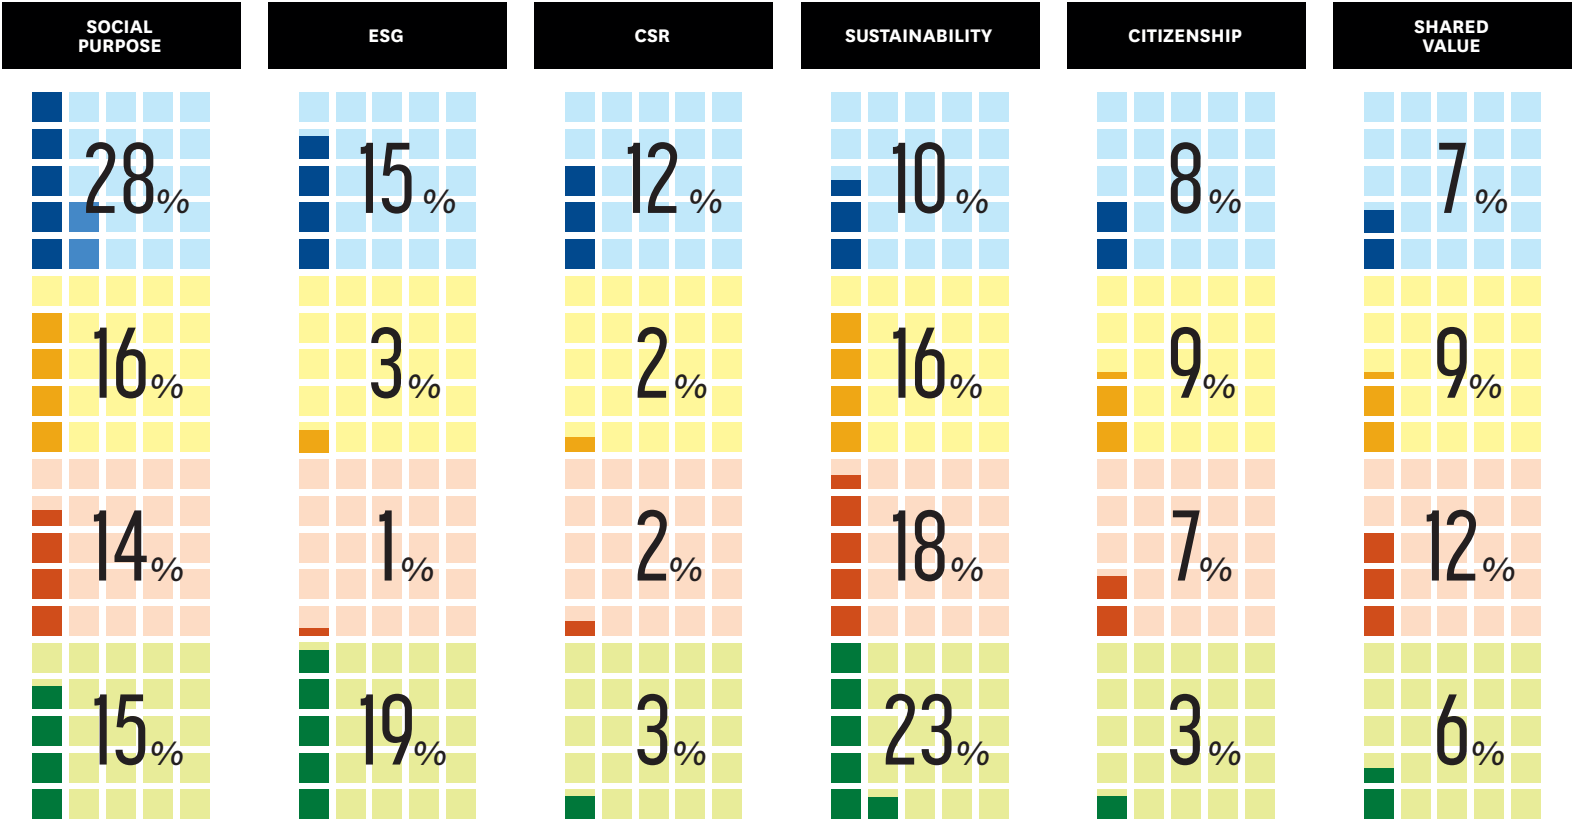 SOCIAL
PURPOSE
ESG
CSR
SUSTAINABILITY
CITIZENSHIP
SHARED
VALUE
28% 15% 12% 10% 8% 7%
16% 3% 2% 16% 9% 9%
14% 1% 2% 18% 7% 12%
15% 19% 3% 23% 3% 6%